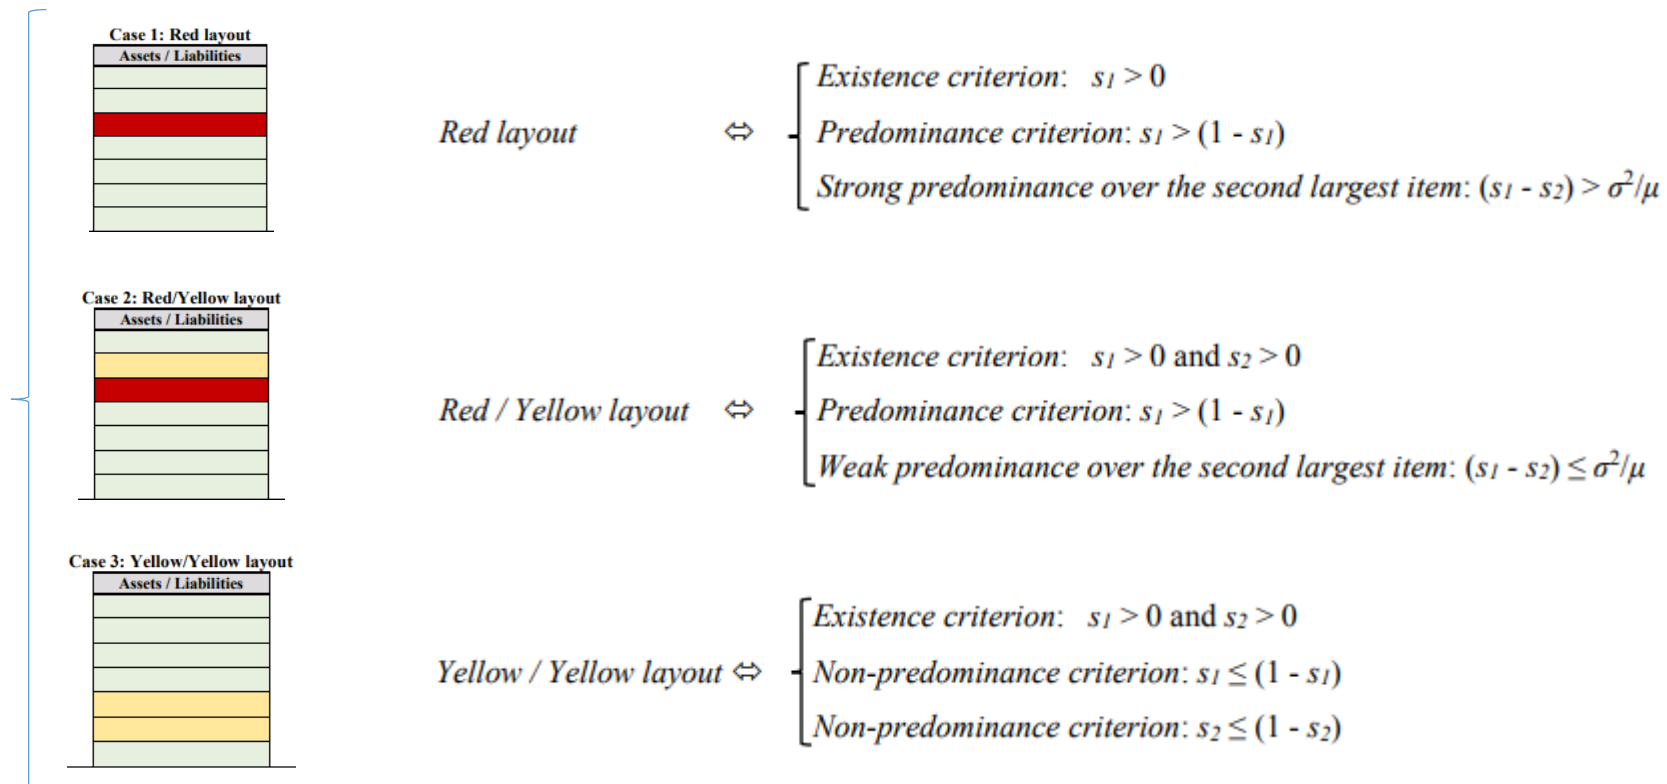 Case 1: Red layout
Assets / Liabilities
Red layout ⇔
Existence criterion: s₁ > 0
Predominance criterion: s₁ > (1 - s₁)
Strong predominance over the second largest item: (s₁ - s₂) > σ²/μ
Case 2: Red/Yellow layout
Assets / Liabilities
Red / Yellow layout ⇔
Existence criterion: s₁ > 0 and s₂ > 0
Predominance criterion: s₁ > (1 - s₁)
Weak predominance over the second largest item: (s₁ - s₂) ≤ σ²/μ
Case 3: Yellow/Yellow layout
Assets / Liabilities
Yellow / Yellow layout ⇔
Existence criterion: s₁ > 0 and s₂ > 0
Non-predominance criterion: s₁ ≤ (1 - s₁)
Non-predominance criterion: s₂ ≤ (1 - s₂)